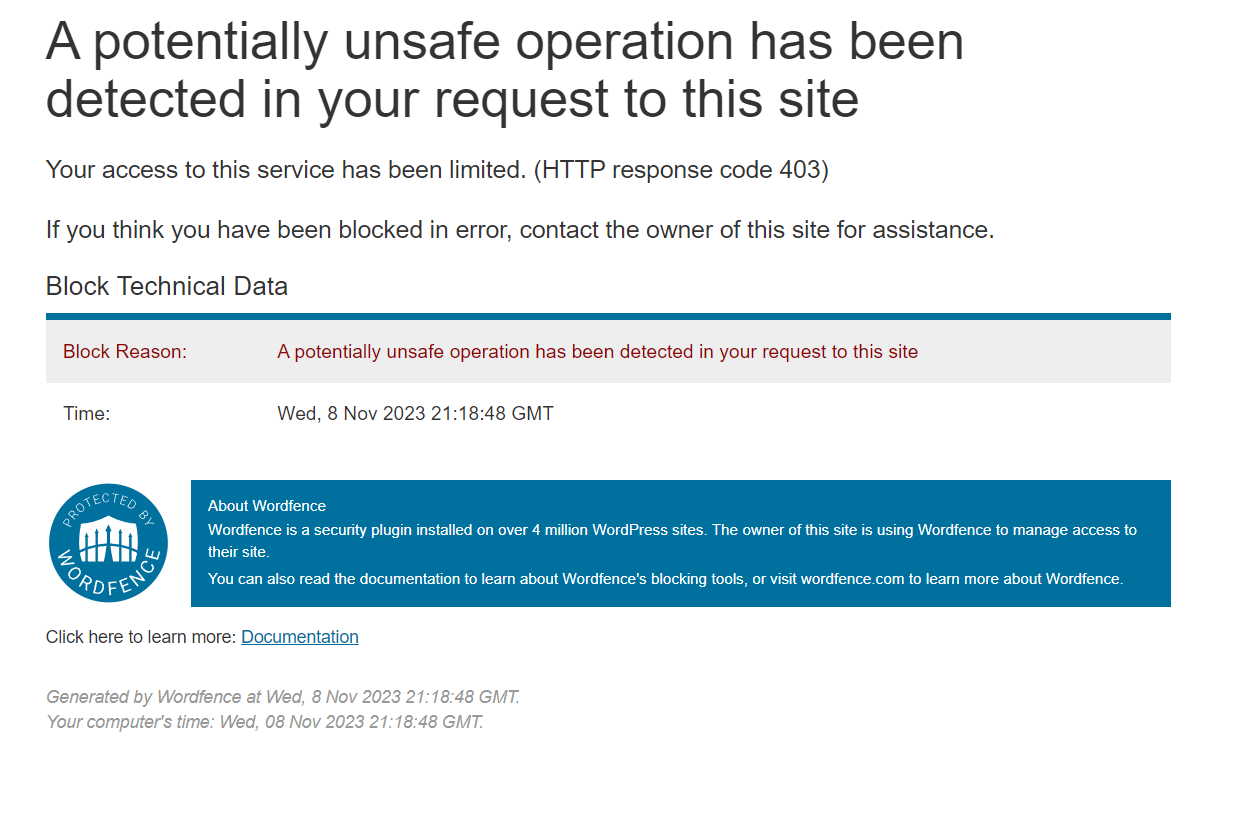 A potentially unsafe operation has been
detected in your request to this site
Your access to this service has been limited. (HTTP response code 403)
If you think you have been blocked in error, contact the owner of this site for assistance.
Block Technical Data
Block Reason: A potentially unsafe operation has been detected in your request to this site
Time: Wed, 8 Nov 2023 21:18:48 GMT
PROTECTED BY
WORDFENCE
About Wordfence
Wordfence is a security plugin installed on over 4 million WordPress sites. The owner of this site is using Wordfence to manage access to
their site.
You can also read the documentation to learn about Wordfence's blocking tools, or visit wordfence.com to learn more about Wordfence.
Click here to learn more: Documentation
Generated by Wordfence at Wed, 8 Nov 2023 21:18:48 GMT.
Your computer's time: Wed, 08 Nov 2023 21:18:48 GMT.